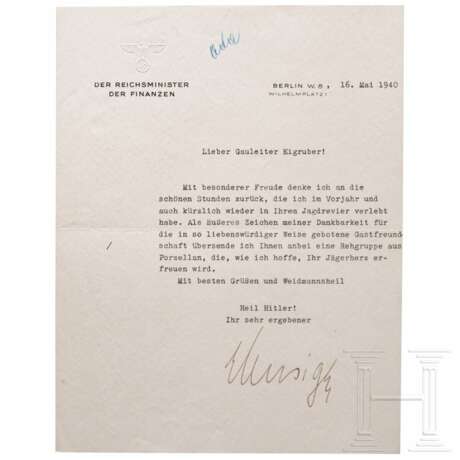 DER REICHSMINISTER
DER FINANZEN
BERLIN W. 8, 16. Mai 1940
WILHELMPLATZ 1
Lieber Gauleiter Eigruber!
Mit besonderer Freude denke ich an die
schönen Stunden zurück, die ich im Vorjahr und
auch kürzlich wieder in Ihrem Jagdrevier verlebt
habe. Als äußeres Zeichen meiner Dankbarkeit für
die in so liebenswürdiger Weise gebotene Gastfreund
schaft übersende ich Ihnen anbei eine Rehgruppe aus
Porzellan, die, wie ich hoffe, Ihr Jägerherz er-
freuen wird.
Mit besten Grüßen und Weidmannsheil
Heil Hitler!
Ihr sehr ergebener